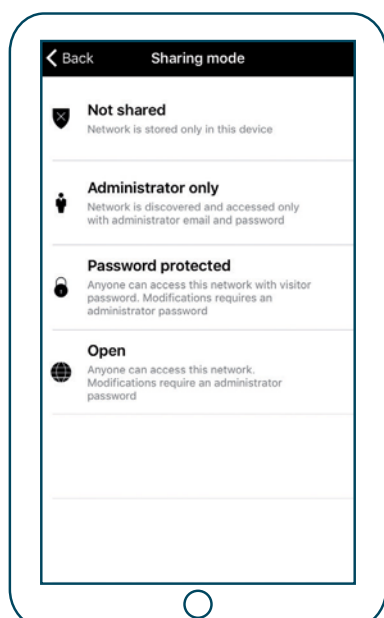 Back
Sharing mode
Not shared
Network is stored only in this device
Administrator only
Network is discovered and accessed only
with administrator email and password
Password protected
Anyone can access this network with visitor
password. Modifications requires an
administrator password
Open
Anyone can access this network.
Modifications require an administrator
password